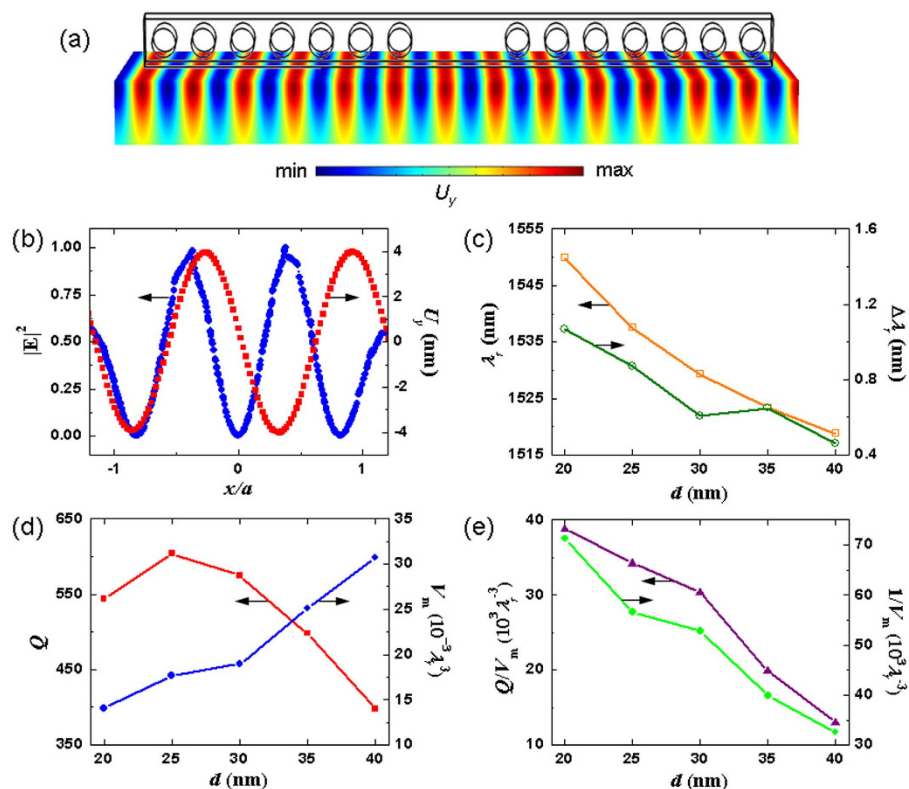 (a)
min max
U_y
(b)
1.00
0.75
0.50
0.25
0.00
|E|²
4
2
0
-2
-4
U_y (nm)
-1 0 1
x/a
(c)
1555
1545
1535
1525
1515
λ_r (nm)
1.6
1.2
0.8
0.4
Δλ_r (nm)
20 25 30 35 40
d (nm)
(d)
650
550
450
350
Q
35
30
25
20
15
10
V_m (10⁻³λ_r³)
20 25 30 35 40
d (nm)
(e)
40
30
20
10
Q/V_m (10³λ_r⁻³)
70
60
50
40
30
1/V_m (10³λ_r⁻³)
20 25 30 35 40
d (nm)